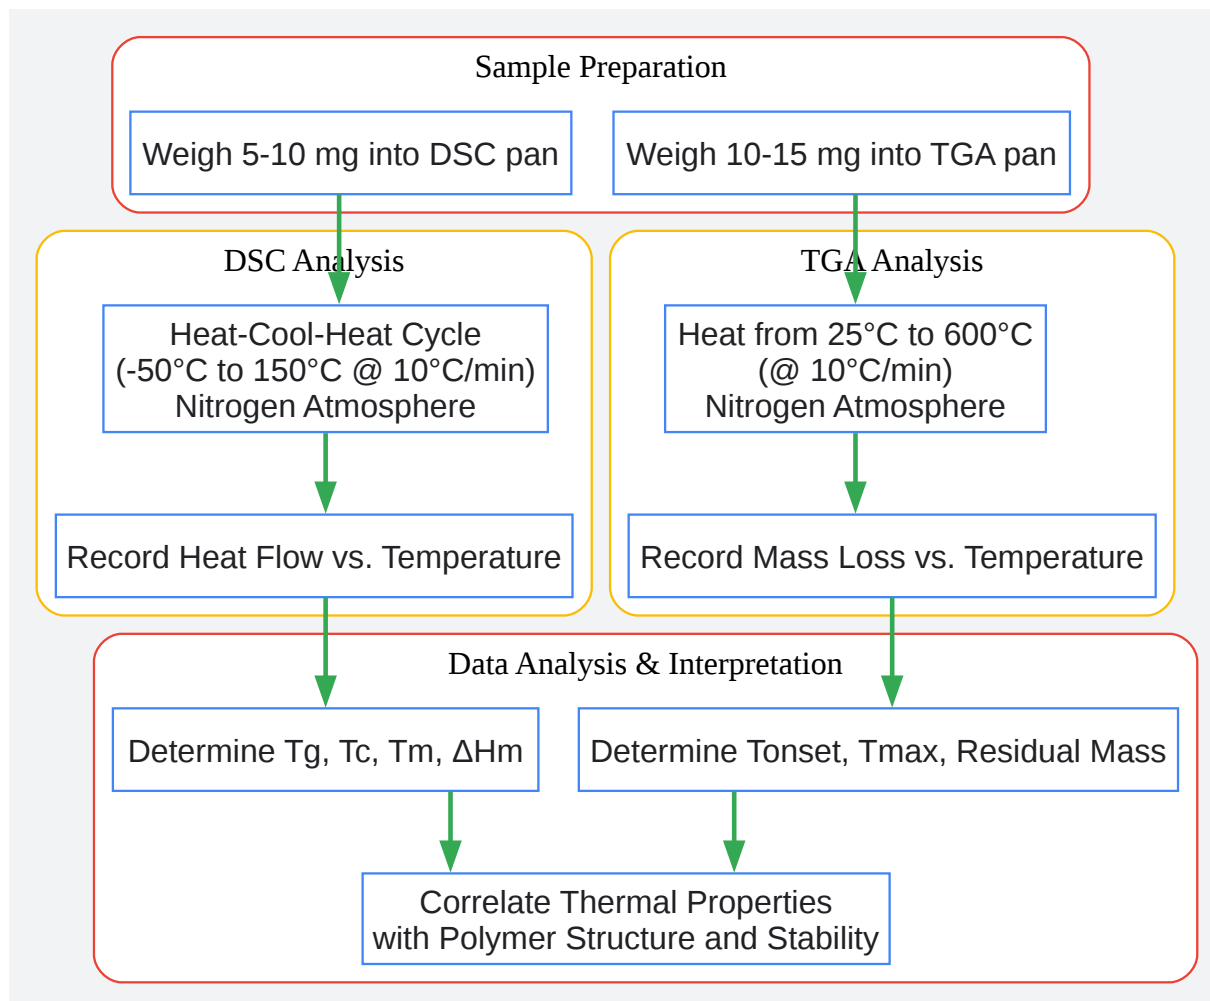 Sample Preparation
Weigh 5-10 mg into DSC pan
Weigh 10-15 mg into TGA pan
DSC Analysis
Heat-Cool-Heat Cycle
(-50°C to 150°C @ 10°C/min)
Nitrogen Atmosphere
Record Heat Flow vs. Temperature
TGA Analysis
Heat from 25°C to 600°C
(@ 10°C/min)
Nitrogen Atmosphere
Record Mass Loss vs. Temperature
Data Analysis & Interpretation
Determine Tg, Tc, Tm, ΔHm
Determine Tonset, Tmax, Residual Mass
Correlate Thermal Properties
with Polymer Structure and Stability